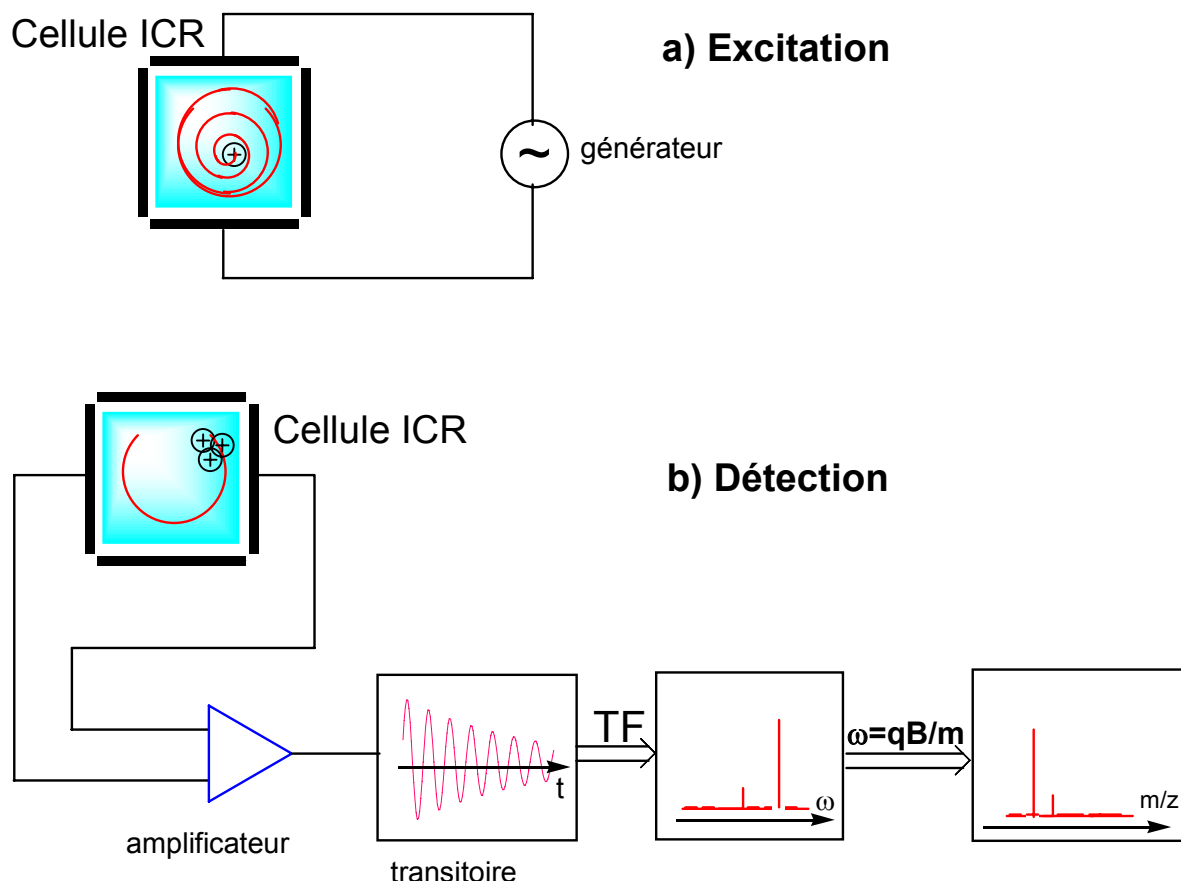 Cellule ICR
a) Excitation
~
générateur
+
Cellule ICR
b) Détection
+ + +
TF
ω=qB/m
t
ω
m/z
amplificateur
transitoire